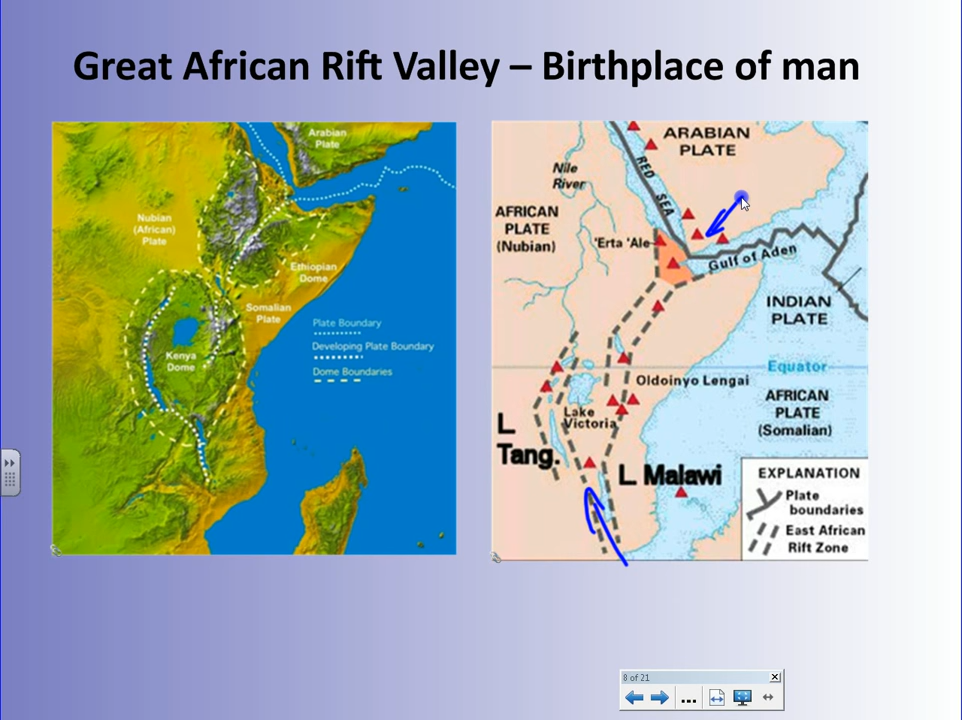 Great African Rift Valley – Birthplace of man
Arabian
Plate
Nubian
(African)
Plate
Ethiopian
Dome
Somalian
Plate
Plate Boundary
Developing Plate Boundary
Dome Boundaries
Kenya
Dome
ARABIAN
PLATE
Nile
River
RED SEA
AFRICAN
PLATE
(Nubian)
'Erta 'Ale
Gulf of Aden
INDIAN
PLATE
Equator
Oldoinyo Lengai
AFRICAN
PLATE
(Somalian)
Lake
Victoria
L
Tang.
L Malawi
EXPLANATION
Plate
boundaries
East African
Rift Zone
8 of 21